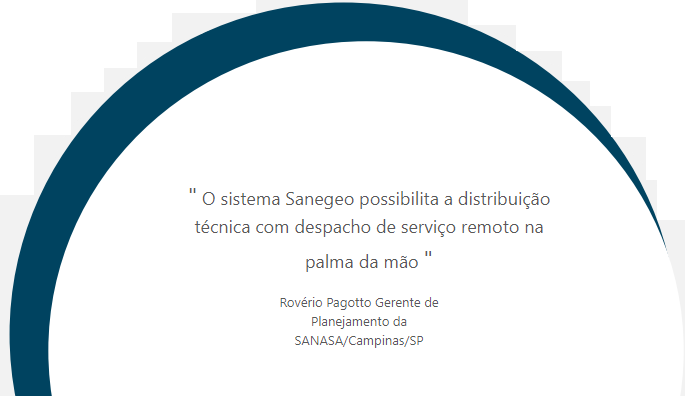 " O sistema Sanegeo possibilita a distribuição
técnica com despacho de serviço remoto na
palma da mão "
Rovério Pagotto Gerente de
Planejamento da
SANASA/Campinas/SP